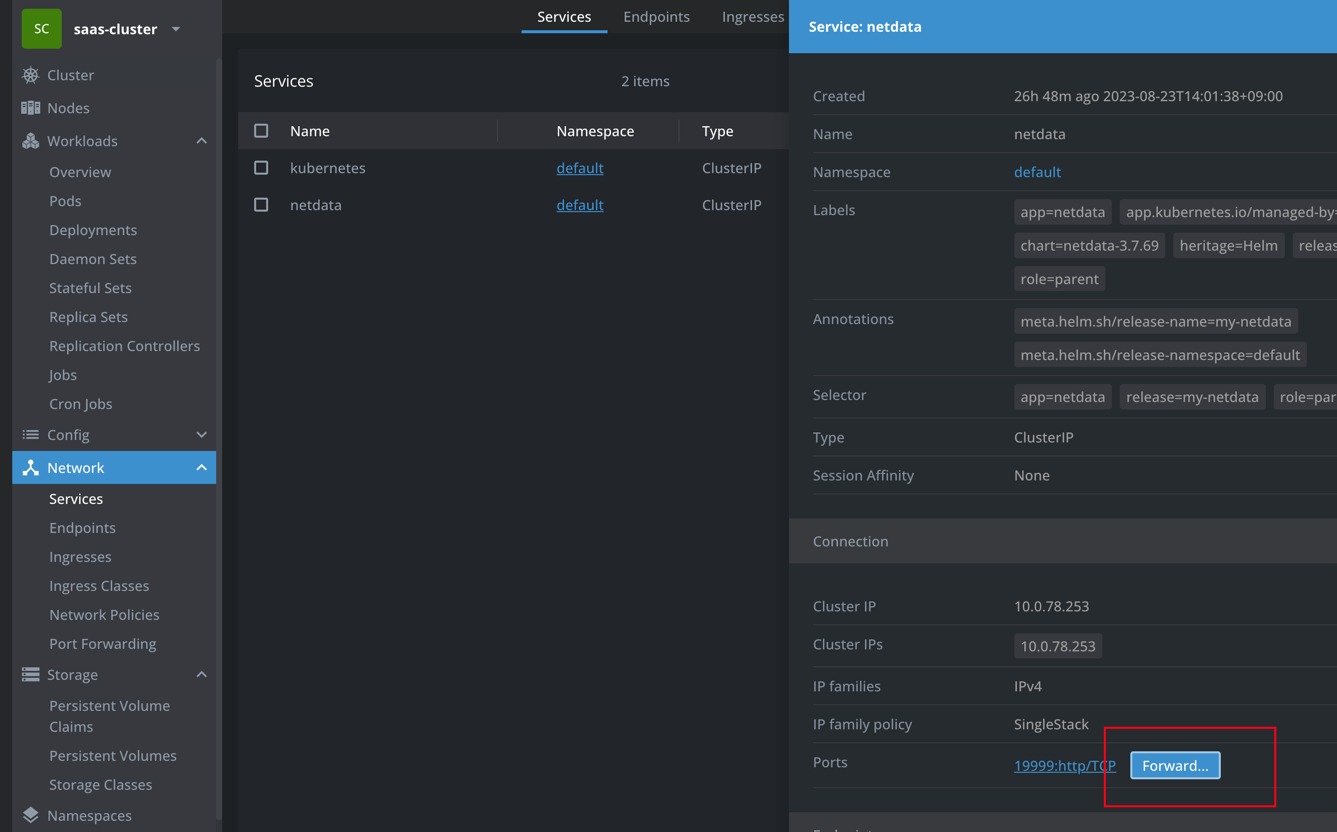 SC saas-cluster
Cluster
Nodes
Workloads
Overview
Pods
Deployments
Daemon Sets
Stateful Sets
Replica Sets
Replication Controllers
Jobs
Cron Jobs
Config
Network
Services
Endpoints
Ingresses
Ingress Classes
Network Policies
Port Forwarding
Storage
Persistent Volume
Claims
Persistent Volumes
Storage Classes
Namespaces
Services Endpoints Ingresses
Services 2 items
Name Namespace Type
kubernetes default ClusterIP
netdata default ClusterIP
Service: netdata
Created 26h 48m ago 2023-08-23T14:01:38+09:00
Name netdata
Namespace default
Labels app=netdata app.kubernetes.io/managed-by=
chart=netdata-3.7.69 heritage=Helm releas
role=parent
Annotations meta.helm.sh/release-name=my-netdata
meta.helm.sh/release-namespace=default
Selector app=netdata release=my-netdata role=par
Type ClusterIP
Session Affinity None
Connection
Cluster IP 10.0.78.253
Cluster IPs 10.0.78.253
IP families IPv4
IP family policy SingleStack
Ports 19999:http/TCP Forward...